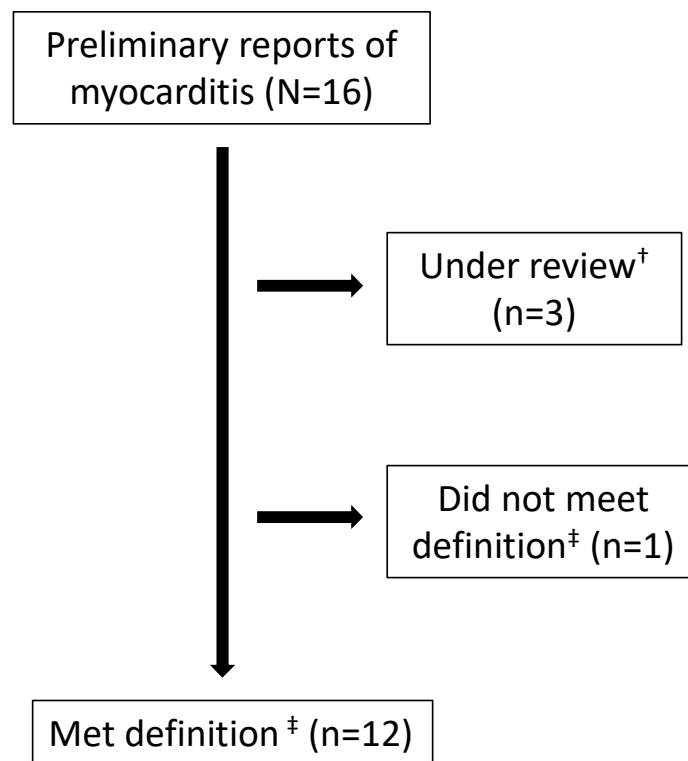 Preliminary reports of
myocarditis (N=16)
Under review†
(n=3)
Did not meet
definition‡ (n=1)
Met definition ‡ (n=12)